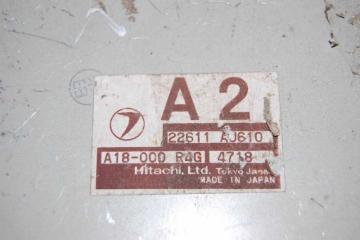 A 2
22611 AJ610
A18-000 R4G 4718
Hitachi, Ltd. Tokyo Japan
MADE IN JAPAN